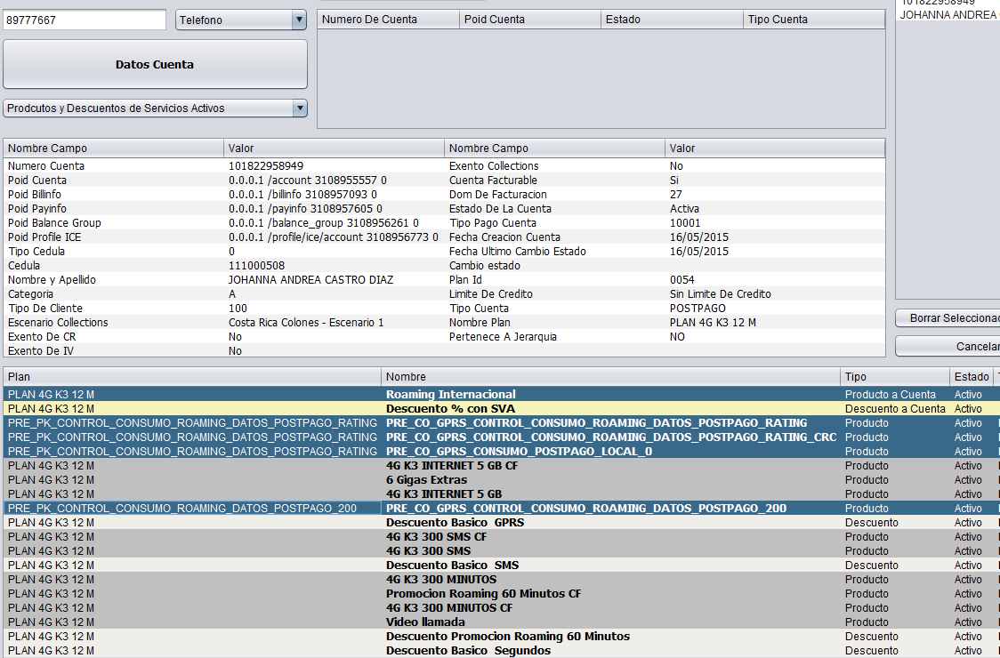 89777667 Telefono
Numero De Cuenta Poid Cuenta Estado Tipo Cuenta
101822958949
JOHANNA ANDREA
Datos Cuenta
Prodcutos y Descuentos de Servicios Activos
Nombre Campo Valor Nombre Campo Valor
Numero Cuenta 101822958949 Exento Collections No
Poid Cuenta 0.0.0.1 /account 3108955557 0 Cuenta Facturable Si
Poid Billinfo 0.0.0.1 /billinfo 3108957093 0 Dom De Facturacion 27
Poid Payinfo 0.0.0.1 /payinfo 3108957605 0 Estado De La Cuenta Activa
Poid Balance Group 0.0.0.1 /balance_group 3108956261 0 Tipo Pago Cuenta 10001
Poid Profile ICE 0.0.0.1 /profile/ice/account 3108956773 0 Fecha Creacion Cuenta 16/05/2015
Tipo Cedula 0 Fecha Ultimo Cambio Estado 16/05/2015
Cedula 111000508 Cambio estado
Nombre y Apellido JOHANNA ANDREA CASTRO DIAZ Plan Id 0054
Categoria A Limite De Credito Sin Limite De Credito
Tipo De Cliente 100 Tipo Cuenta POSTPAGO
Escenario Collections Costa Rica Colones - Escenario 1 Nombre Plan PLAN 4G K3 12 M
Exento De CR No Pertenece A Jerarquia NO
Exento De IV No
Borrar Seleccionad
Cancelar
Plan Nombre Tipo Estado
PLAN 4G K3 12 M Roaming Internacional Producto a Cuenta Activo
PLAN 4G K3 12 M Descuento % con SVA Descuento a Cuenta Activo
PRE_PK_CONTROL_CONSUMO_ROAMING_DATOS_POSTPAGO_RATING PRE_CO_GPRS_CONTROL_CONSUMO_ROAMING_DATOS_POSTPAGO_RATING Producto Activo
PRE_PK_CONTROL_CONSUMO_ROAMING_DATOS_POSTPAGO_RATING PRE_CO_GPRS_CONTROL_CONSUMO_ROAMING_DATOS_POSTPAGO_RATING_CRC Producto Activo
PRE_PK_CONTROL_CONSUMO_ROAMING_DATOS_POSTPAGO_RATING PRE_CO_GPRS_CONSUMO_POSTPAGO_LOCAL_0 Producto Activo
PLAN 4G K3 12 M 4G K3 INTERNET 5 GB CF Producto Activo
PLAN 4G K3 12 M 6 Gigas Extras Producto Activo
PLAN 4G K3 12 M 4G K3 INTERNET 5 GB Producto Activo
PRE_PK_CONTROL_CONSUMO_ROAMING_DATOS_POSTPAGO_200 PRE_CO_GPRS_CONTROL_CONSUMO_ROAMING_DATOS_POSTPAGO_200 Producto Activo
PLAN 4G K3 12 M Descuento Basico GPRS Descuento Activo
PLAN 4G K3 12 M 4G K3 300 SMS CF Producto Activo
PLAN 4G K3 12 M 4G K3 300 SMS Producto Activo
PLAN 4G K3 12 M Descuento Basico SMS Descuento Activo
PLAN 4G K3 12 M 4G K3 300 MINUTOS Producto Activo
PLAN 4G K3 12 M Promocion Roaming 60 Minutos CF Producto Activo
PLAN 4G K3 12 M 4G K3 300 MINUTOS CF Producto Activo
PLAN 4G K3 12 M Video llamada Producto Activo
PLAN 4G K3 12 M Descuento Promocion Roaming 60 Minutos Descuento Activo
PLAN 4G K3 12 M Descuento Basico Segundos Descuento Activo